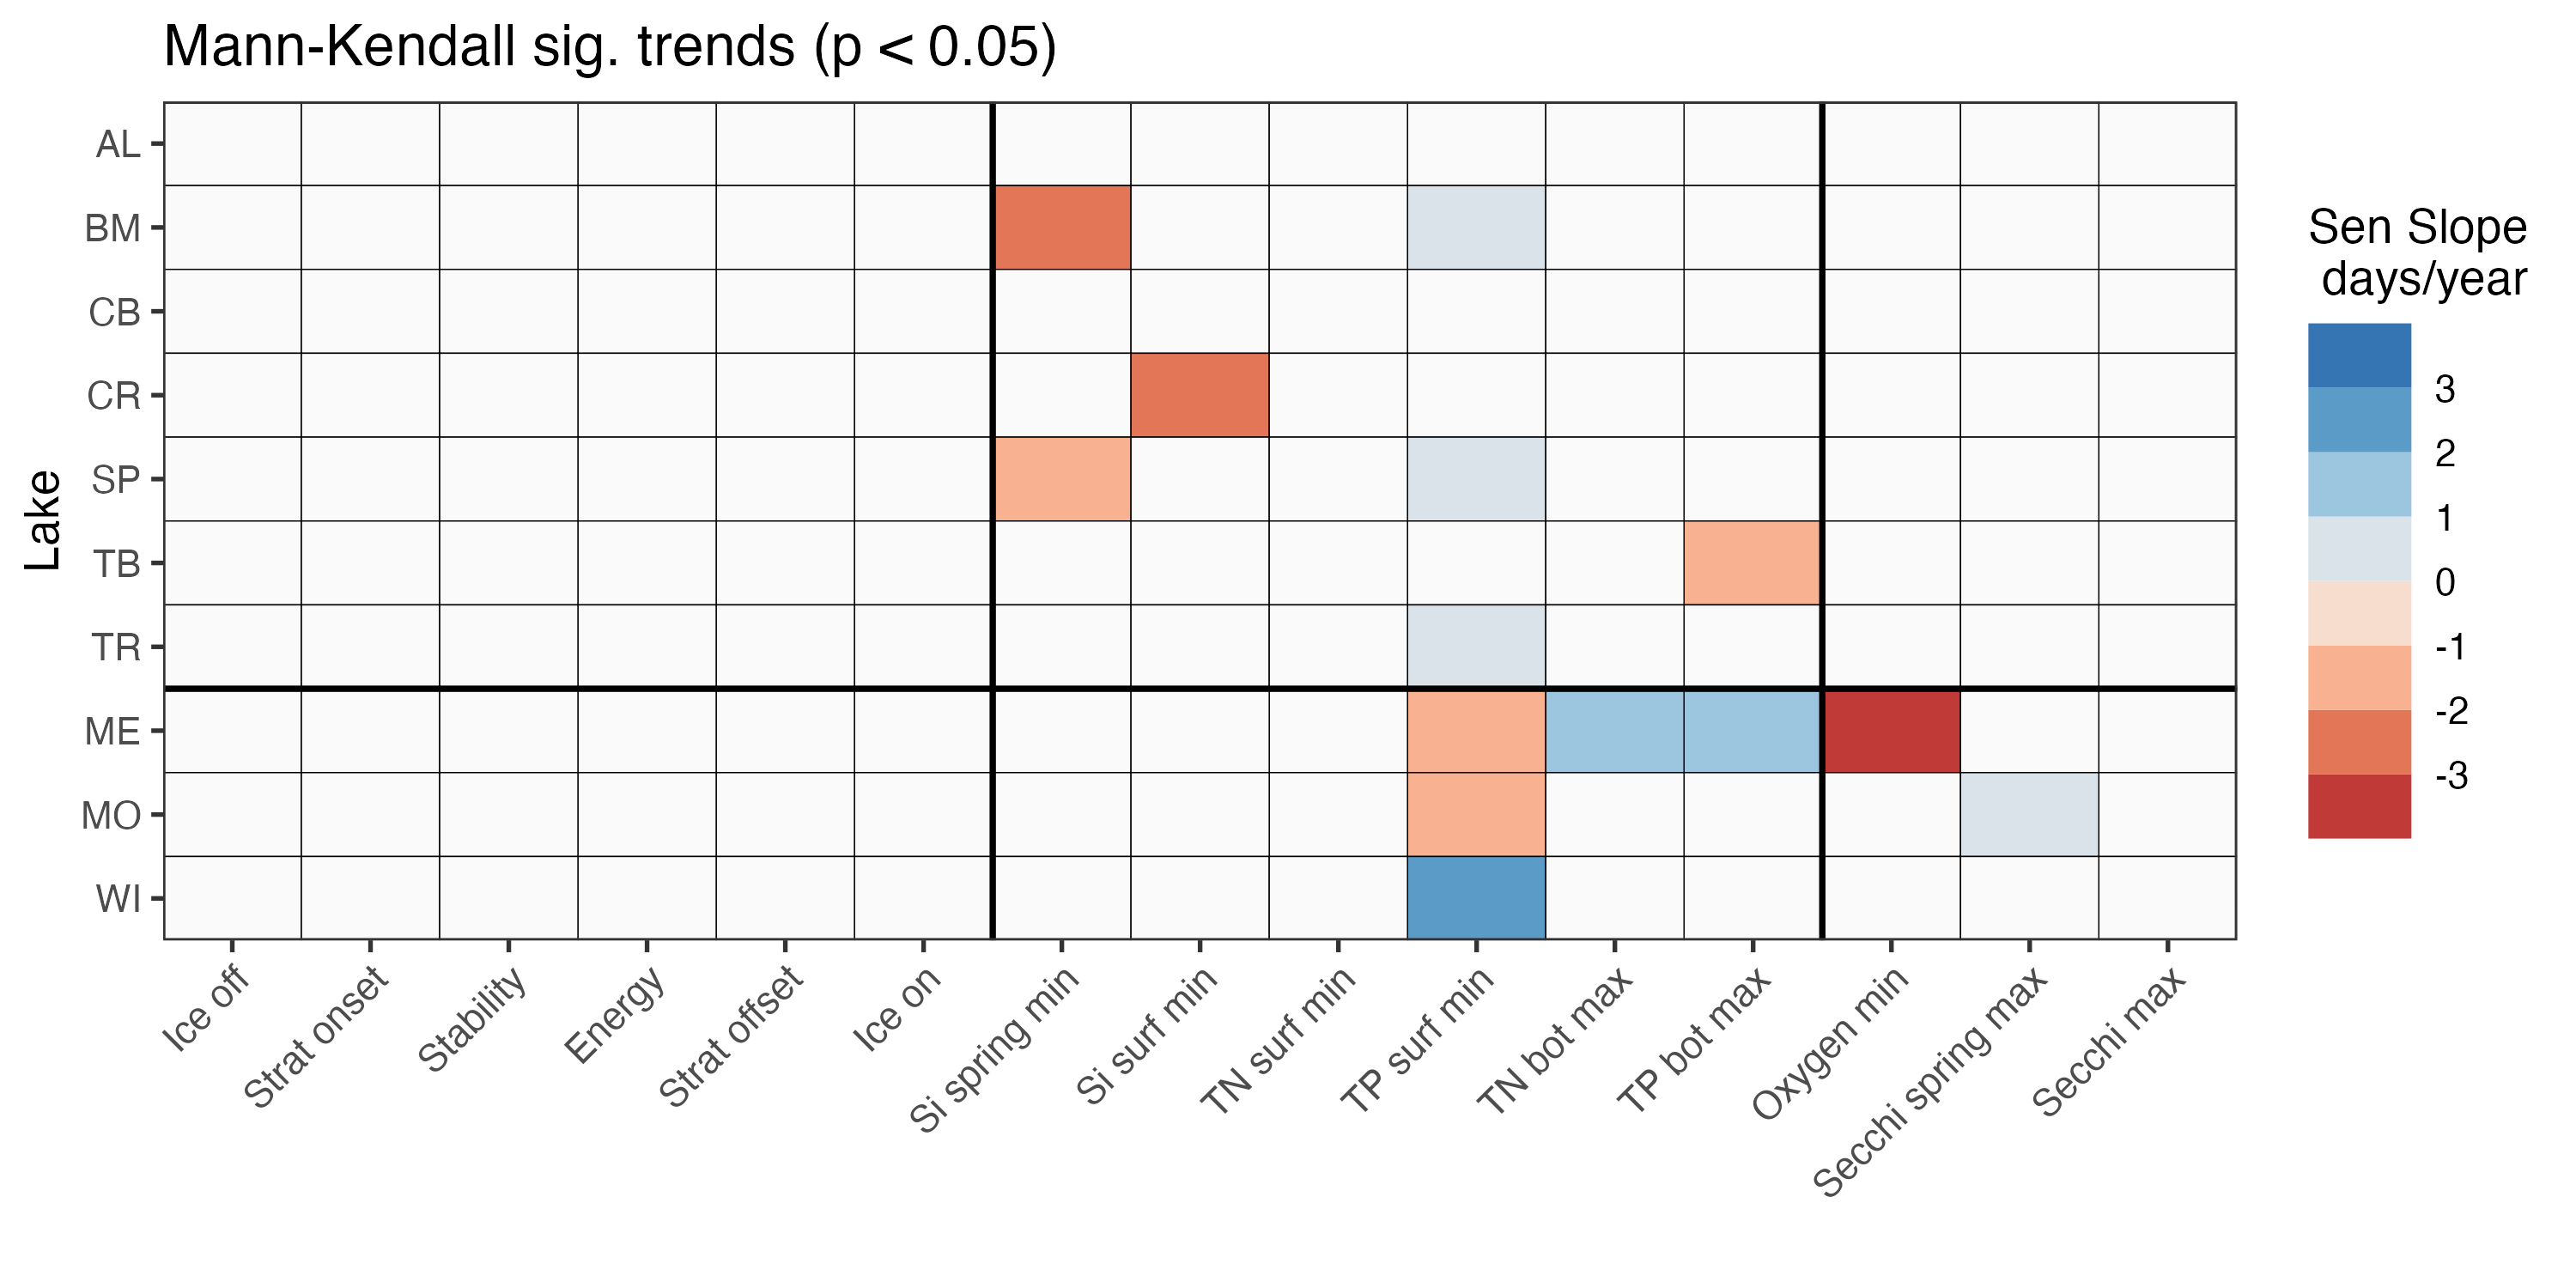 Mann-Kendall sig. trends (p < 0.05)
Lake
AL
BM
CB
CR
SP
TB
TR
ME
MO
WI
Ice off
Strat onset
Stability
Energy
Strat offset
Ice on
Si spring min
Si surf min
TN surf min
TP surf min
TN bot max
TP bot max
Oxygen min
Secchi spring max
Secchi max
Sen Slope
days/year
3
2
1
0
-1
-2
-3